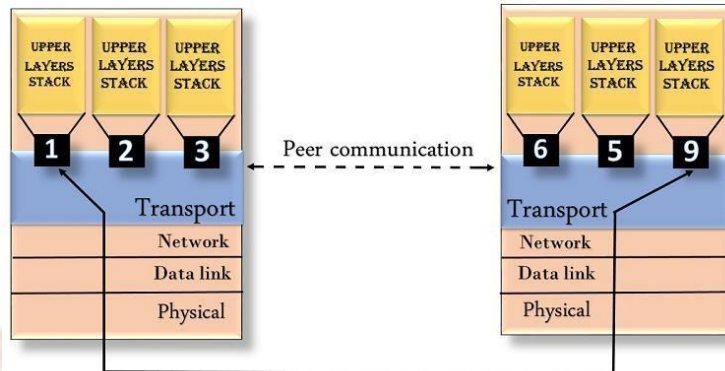 UPPER
LAYERS
STACK
UPPER
LAYERS
STACK
UPPER
LAYERS
STACK
1
2
3
Transport
Network
Data link
Physical
Peer communication
UPPER
LAYERS
STACK
UPPER
LAYERS
STACK
UPPER
LAYERS
STACK
6
5
9
Transport
Network
Data link
Physical